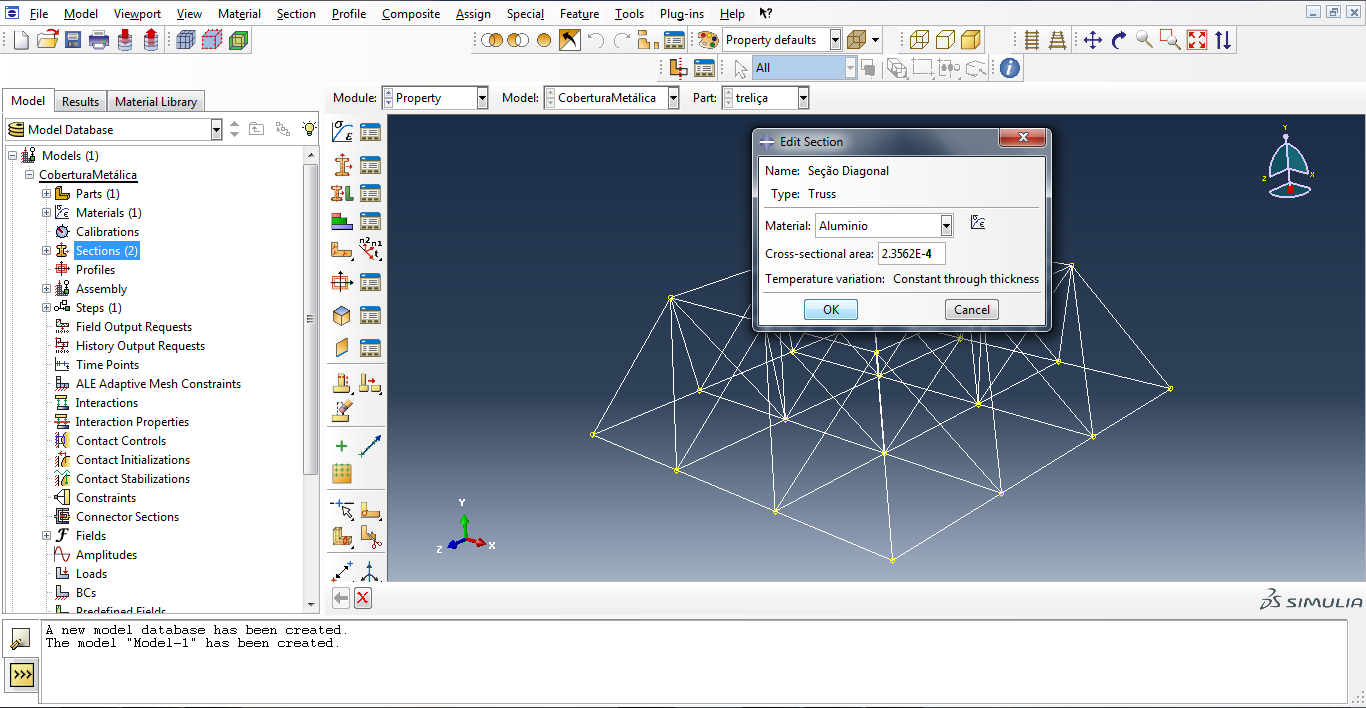 File Model Viewport View Material Section Profile Composite Assign Special Feature Tools Plug-ins Help
Property defaults
All
Model Results Material Library
Module: Property Model: CoberturaMetálica Part: treliça
Model Database
Models (1)
CoberturaMetálica
Parts (1)
Materials (1)
Calibrations
Sections (2)
Profiles
Assembly
Steps (1)
Field Output Requests
History Output Requests
Time Points
ALE Adaptive Mesh Constraints
Interactions
Interaction Properties
Contact Controls
Contact Initializations
Contact Stabilizations
Constraints
Connector Sections
Fields
Amplitudes
Loads
BCs
Predefined Fields
Edit Section
Name: Seção Diagonal
Type: Truss
Material: Aluminio
Cross-sectional area: 2.3562E-4
Temperature variation: Constant through thickness
OK Cancel
Y
Z X
Y
Z X
SIMULIA
A new model database has been created.
The model "Model-1" has been created.
>>>